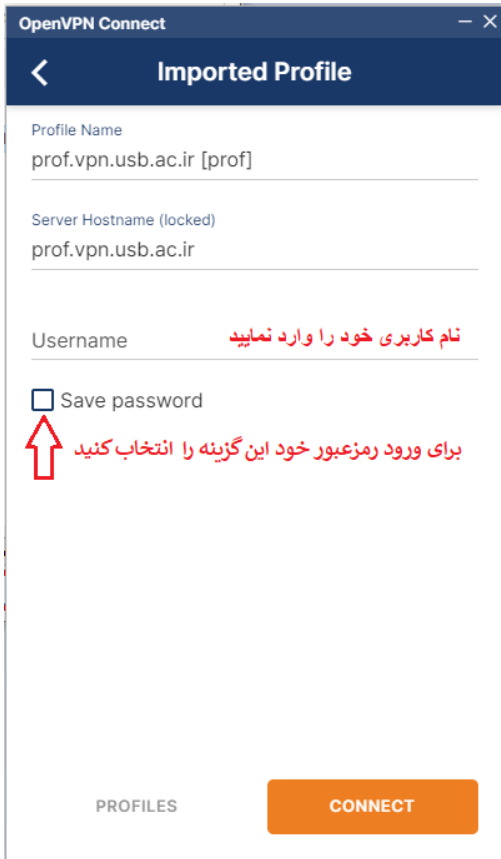 OpenVPN Connect
Imported Profile
Profile Name
prof.vpn.usb.ac.ir [prof]
Server Hostname (locked)
prof.vpn.usb.ac.ir
Username
نام کاربری خود را وارد نمایید
Save password
برای ورود رمزعبور خود این گزینه را انتخاب کنید
PROFILES
CONNECT